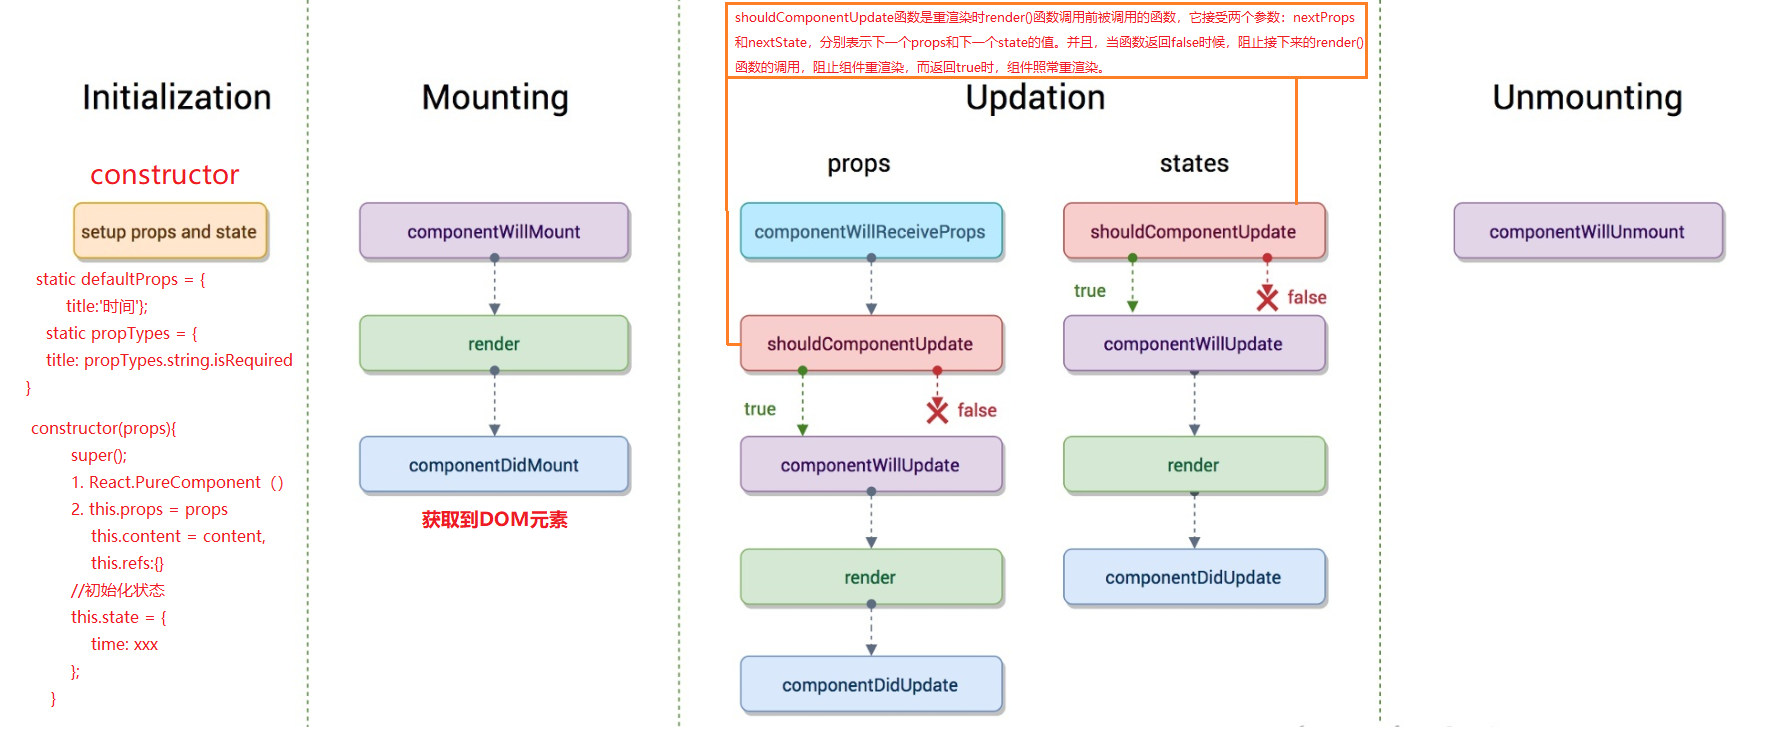 shouldComponentUpdate函数是重渲染时render()函数调用前被调用的函数，它接受两个参数：nextProps
和nextState，分别表示下一个props和下一个state的值。并且，当函数返回false时候，阻止接下来的render()
函数的调用，阻止组件重渲染，而返回true时，组件照常重渲染。
Initialization
constructor
setup props and state
static defaultProps = {
title:'时间'};
static propTypes = {
title: propTypes.string.isRequired
}
constructor(props){
super();
1. React.PureComponent（）
2. this.props = props
this.content = content,
this.refs:{}
//初始化状态
this.state = {
time: xxx
};
}
Mounting
componentWillMount
render
componentDidMount
获取到DOM元素
Updation
props
componentWillReceiveProps
shouldComponentUpdate
true
false
componentWillUpdate
render
componentDidUpdate
states
shouldComponentUpdate
true
false
componentWillUpdate
render
componentDidUpdate
Unmounting
componentWillUnmount